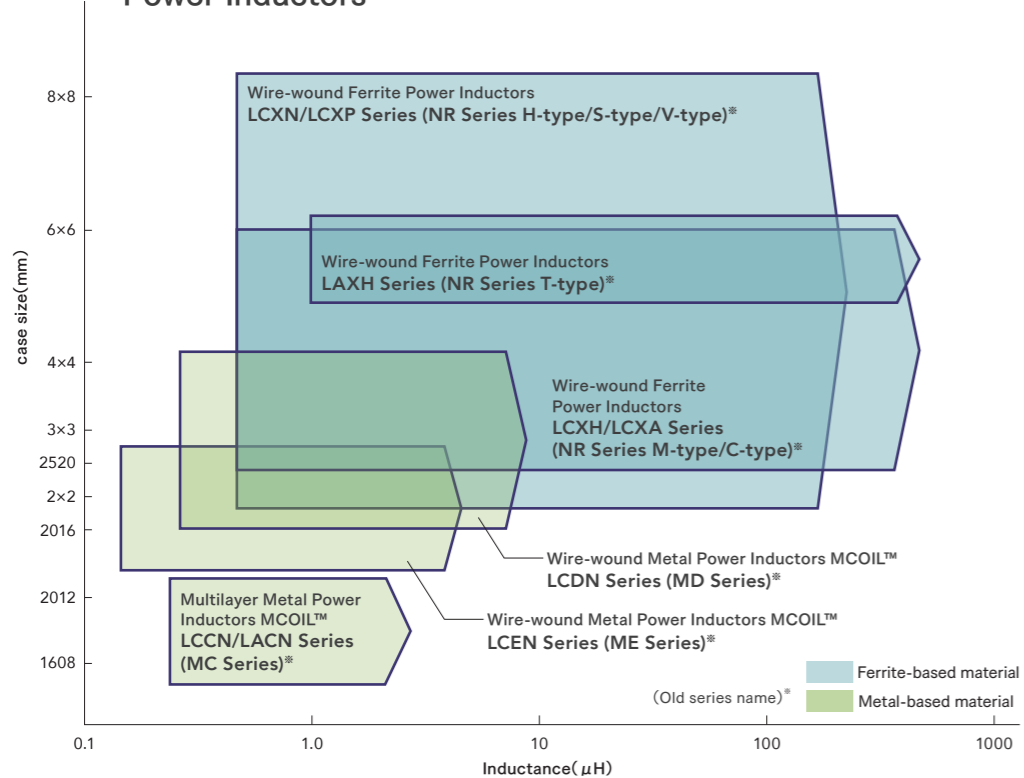 Power Inductors
case size(mm)
8×8
6×6
4×4
3×3
2520
2×2
2016
2012
1608
Wire-wound Ferrite Power Inductors
LCXN/LCXP Series (NR Series H-type/S-type/V-type)※
Wire-wound Ferrite Power Inductors
LAXH Series (NR Series T-type)※
Wire-wound Ferrite
Power Inductors
LCXH/LCXA Series
(NR Series M-type/C-type)※
Wire-wound Metal Power Inductors MCOIL™
LCDN Series (MD Series)※
Multilayer Metal Power
Inductors MCOIL™
LCCN/LACN Series
(MC Series)※
Wire-wound Metal Power Inductors MCOIL™
LCEN Series (ME Series)※
Ferrite-based material
(Old series name)※
Metal-based material
0.1
1.0
10
100
1000
Inductance(μH)